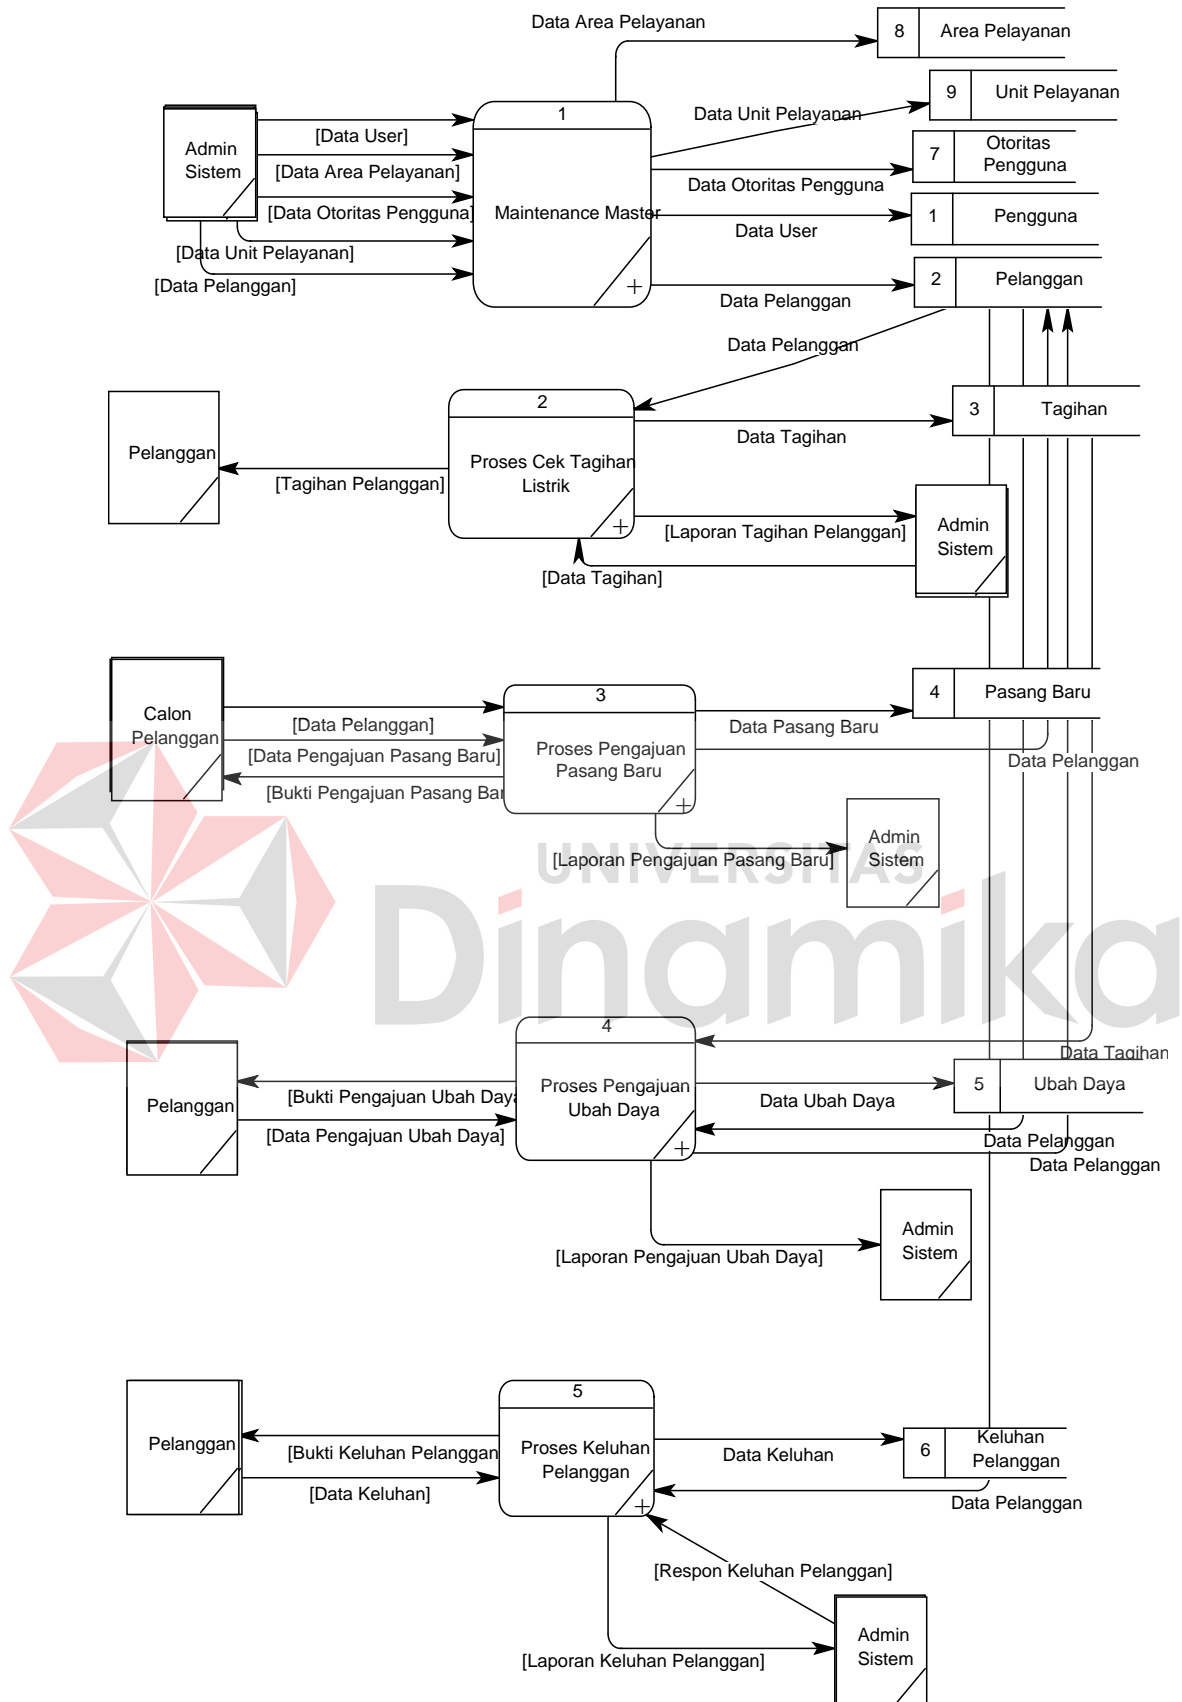 Data Area Pelayanan
8
Area Pelayanan
9
Unit Pelayanan
1
Data Unit Pelayanan
[Data User]
Admin
Sistem
[Data Area Pelayanan]
7
Otoritas
Pengguna
Data Otoritas Pengguna
[Data Otoritas Pengguna]
Maintenance Master
1
Pengguna
Data User
[Data Unit Pelayanan]
[Data Pelanggan]
+
2
Pelanggan
Data Pelanggan
Data Pelanggan
2
3
Tagihan
Data Tagihan
Pelanggan
Proses Cek Tagihan
Listrik
[Tagihan Pelanggan]
+
[Laporan Tagihan Pelanggan]
Admin
Sistem
[Data Tagihan]
3
4
Pasang Baru
Calon
Pelanggan
[Data Pelanggan]
Data Pasang Baru
[Data Pengajuan Pasang Baru]
Proses Pengajuan
Pasang Baru
Data Pelanggan
[Bukti Pengajuan Pasang Bar
+
Admin
Sistem
[Laporan Pengajuan Pasang Baru]
UNIVERSITAS
Dinamika
4
Data Tagihan
5
Ubah Daya
Pelanggan
[Bukti Pengajuan Ubah Daya
Proses Pengajuan
Ubah Daya
Data Ubah Daya
[Data Pengajuan Ubah Daya]
+
Data Pelanggan
Data Pelanggan
Admin
Sistem
[Laporan Pengajuan Ubah Daya]
5
Pelanggan
[Bukti Keluhan Pelanggan
Proses Keluhan
Pelanggan
Data Keluhan
6
Keluhan
Pelanggan
[Data Keluhan]
+
Data Pelanggan
[Respon Keluhan Pelanggan]
Admin
Sistem
[Laporan Keluhan Pelanggan]